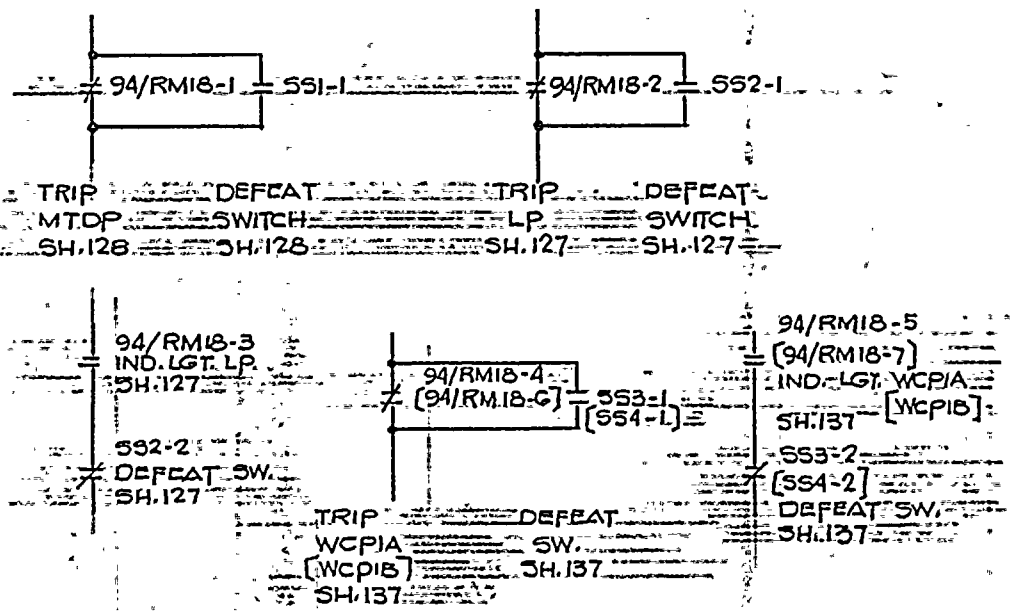 94/RM18-1 SS1-1 94/RM18-2 SS2-1
TRIP DEFEAT TRIP DEFEAT
MTDP SWITCH LP SWITCH
SH.128 SH.128 SH.127 SH.127
94/RM18-3
IND. LGT. LP.
SH.127
SS2-2
DEFEAT SW.
SH.127
94/RM18-4
[94/RM18-6] SS3-1
[SS4-1]
TRIP DEFEAT
WCP1A SW.
[WCP1B] SH.137
SH.137
94/RM18-5
[94/RM18-7]
IND. LGT. WCP1A
SH.137 [WCP1B]
SS3-2
[SS4-2]
DEFEAT SW.
SH.137